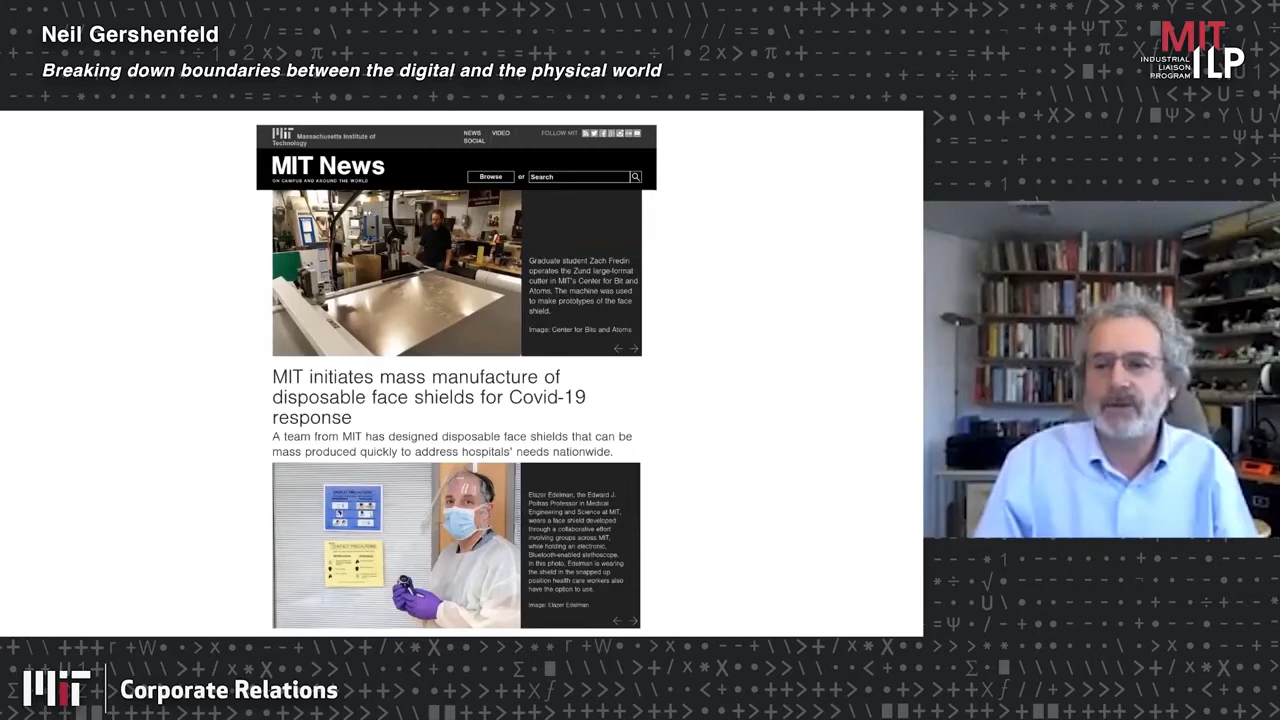 Neil Gershenfeld
Breaking down boundaries between the digital and the physical world
MIT
INDUSTRIAL
LIAISON
PROGRAM
ILP
MIT
Massachusetts Institute of
Technology
NEWS VIDEO
SOCIAL
FOLLOW MIT
MIT News
ON CAMPUS AND AROUND THE WORLD
Browse or Search
Graduate student Zach Fredin
operates the Zund large-format
cutter in MIT's Center for Bit and
Atoms. The machine was used
to make prototypes of the face
shield.
Image: Center for Bits and Atoms
MIT initiates mass manufacture of
disposable face shields for Covid-19
response
A team from MIT has designed disposable face shields that can be
mass produced quickly to address hospitals' needs nationwide.
Elazer Edelman, the Edward J.
Poitras Professor in Medical
Engineering and Science at MIT,
wears a face shield developed
through a collaborative effort
involving groups across MIT,
while holding an electronic,
Bluetooth-enabled stethoscope.
In this photo, Edelman is wearing
the shield in the snapped up
position health care workers also
have the option to use.
Image: Elazer Edelman
MIT
Corporate Relations